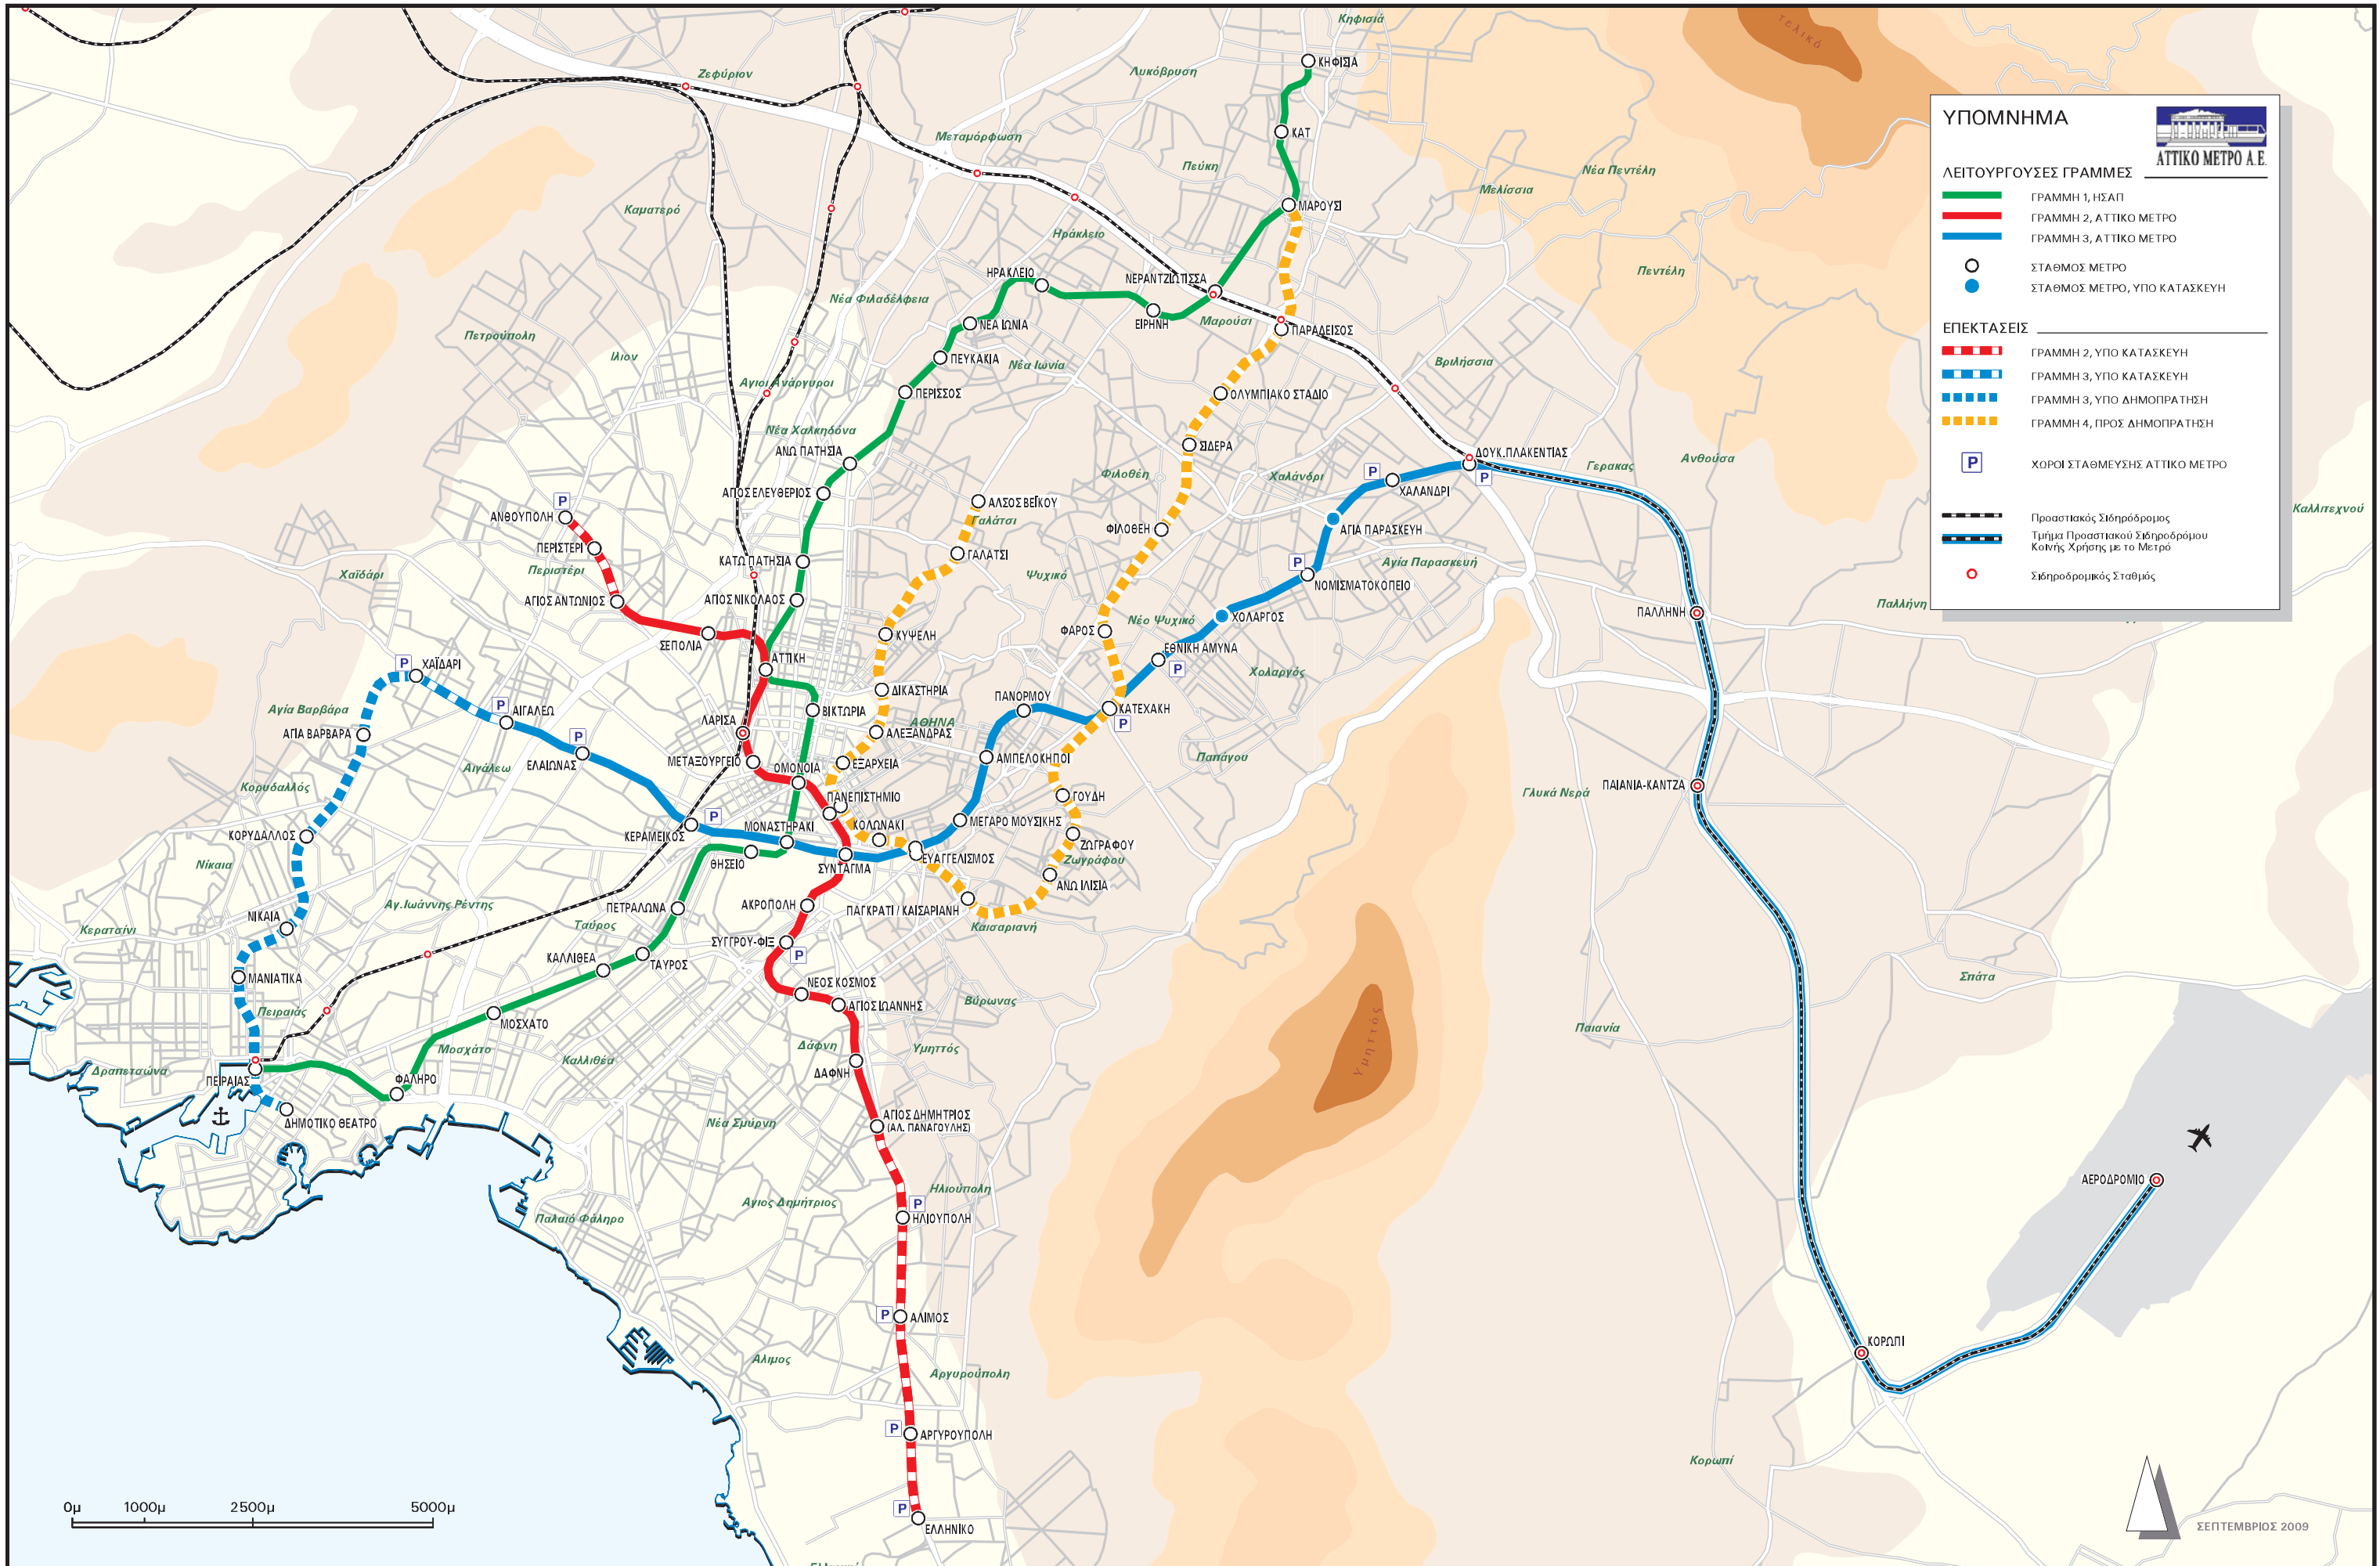 Κηφισιά
τελικό
ΚΗΦΙΣΙΑ
Ζεφύριον
Λυκόβρυση
ΚΑΤ
Μεταμόρφωση
Πεύκη
Νέα Πεντέλη
Μελίσσια
Καματερό
ΜΑΡΟΥΣΙ
Ηράκλειο
Πεντέλη
ΗΡΑΚΛΕΙΟ
ΝΕΡΑΝΤΖΙΩΤΙΣΣΑ
Νέα Φιλαδέλφεια
ΝΕΑ ΙΩΝΙΑ
ΕΙΡΗΝΗ
Μαρούσι
ΠΑΡΑΔΕΙΣΟΣ
Πετρούπολη
Ιλιον
ΠΕΥΚΑΚΙΑ
Νέα Ιωνία
Βριλήσσια
Αγιοι Ανάργυροι
ΠΕΡΙΣΣΟΣ
ΟΛΥΜΠΙΑΚΟ ΣΤΑΔΙΟ
Νέα Χαλκηδόνα
ΑΝΩ ΠΑΤΗΣΙΑ
ΣΙΔΕΡΑ
ΔΟΥΚ.ΠΛΑΚΕΝΤΙΑΣ
Γερακας
Ανθούσα
Φιλοθέη
Χαλάνδρι
P
P
ΧΑΛΑΝΔΡΙ
ΑΓΙΟΣ ΕΛΕΥΘΕΡΙΟΣ
ΑΛΣΟΣ ΒΕΪΚΟΥ
Γαλάτσι
P
ΑΝΘΟΥΠΟΛΗ
ΦΙΛΟΘΕΗ
ΑΓΙΑ ΠΑΡΑΣΚΕΥΗ
Καλλιτεχνού
ΠΕΡΙΣΤΕΡΙ
Περιστέρι
ΓΑΛΑΤΣΙ
ΚΑΤΩ ΠΑΤΗΣΙΑ
P
Αγία Παρασκευή
Χαϊδάρι
Ψυχικό
ΝΟΜΙΣΜΑΤΟΚΟΠΕΙΟ
ΑΓΙΟΣ ΑΝΤΩΝΙΟΣ
ΑΓΙΟΣ ΝΙΚΟΛΑΟΣ
Παλλήνη
ΠΑΛΛΗΝΗ
Νέο Ψυχικό
ΧΟΛΑΡΓΟΣ
ΦΑΡΟΣ
ΚΥΨΕΛΗ
ΣΕΠΟΛΙΑ
ΕΘΝΙΚΗ ΑΜΥΝΑ
P
ΑΤΤΙΚΗ
P
ΧΑΪΔΑΡΙ
Χολαργός
ΔΙΚΑΣΤΗΡΙΑ
ΠΑΝΟΡΜΟΥ
ΚΑΤΕΧΑΚΗ
P
Αγία Βαρβάρα
P
ΑΙΓΑΛΕΩ
ΒΙΚΤΩΡΙΑ
ΛΑΡΙΣΑ
ΑΘΗΝΑ
ΑΛΕΞΑΝΔΡΑΣ
ΑΓΙΑ ΒΑΡΒΑΡΑ
P
ΕΛΑΙΩΝΑΣ
Αιγάλεω
ΜΕΤΑΞΟΥΡΓΕΙΟ
ΟΜΟΝΟΙΑ
ΕΞΑΡΧΕΙΑ
ΑΜΠΕΛΟΚΗΠΟΙ
Παπάγου
Κορυδαλλός
ΓΟΥΔΗ
Γλυκά Νερά
ΠΑΙΑΝΙΑ-ΚΑΝΤΖΑ
ΠΑΝΕΠΙΣΤΗΜΙΟ
P
ΚΕΡΑΜΕΙΚΟΣ
ΜΟΝΑΣΤΗΡΑΚΙ
ΚΟΛΩΝΑΚΙ
ΜΕΓΑΡΟ ΜΟΥΣΙΚΗΣ
ΚΟΡΥΔΑΛΛΟΣ
ΖΩΓΡΑΦΟΥ
Ζωγράφου
Νίκαια
ΘΗΣΕΙΟ
ΣΥΝΤΑΓΜΑ
ΕΥΑΓΓΕΛΙΣΜΟΣ
ΑΝΩ ΙΛΙΣΙΑ
Αγ.Ιωάννης Ρέντης
ΝΙΚΑΙΑ
ΠΕΤΡΑΛΩΝΑ
ΑΚΡΟΠΟΛΗ
ΠΑΓΚΡΑΤΙ / ΚΑΙΣΑΡΙΑΝΗ
Καισαριανή
Κερατσίνι
Ταύρος
ΣΥΓΓΡΟΥ-ΦΙΞ
P
ΚΑΛΛΙΘΕΑ
ΤΑΥΡΟΣ
ΜΑΝΙΑΤΙΚΑ
ΝΕΟΣ ΚΟΣΜΟΣ
Σπάτα
ΑΓΙΟΣ ΙΩΑΝΝΗΣ
Βύρωνας
Πειραιάς
ΜΟΣΧΑΤΟ
Υμηττός
Παιανία
Μοσχάτο
Καλλιθέα
Δάφνη
Υμηττός
Δραπετσώνα
ΠΕΙΡΑΙΑΣ
ΦΑΛΗΡΟ
ΔΑΦΝΗ
ΔΗΜΟΤΙΚΟ ΘΕΑΤΡΟ
Νέα Σμύρνη
ΑΓΙΟΣ ΔΗΜΗΤΡΙΟΣ
(ΑΛ. ΠΑΝΑΓΟΥΛΗΣ)
ΑΕΡΟΔΡΟΜΙΟ
Αγιος Δημήτριος
Ηλιούπολη
P
ΗΛΙΟΥΠΟΛΗ
Παλαιό Φάληρο
P
ΑΛΙΜΟΣ
ΚΟΡΩΠΙ
Αλιμος
Αργυρούπολη
P
ΑΡΓΥΡΟΥΠΟΛΗ
Κορωπί
P
ΕΛΛΗΝΙΚΟ
0μ 1000μ 2500μ 5000μ
ΣΕΠΤΕΜΒΡΙΟΣ 2009
ΥΠΟΜΝΗΜΑ
ΑΤΤΙΚΟ ΜΕΤΡΟ Α.Ε.
ΛΕΙΤΟΥΡΓΟΥΣΕΣ ΓΡΑΜΜΕΣ
ΓΡΑΜΜΗ 1, ΗΣΑΠ
ΓΡΑΜΜΗ 2, ΑΤΤΙΚΟ ΜΕΤΡΟ
ΓΡΑΜΜΗ 3, ΑΤΤΙΚΟ ΜΕΤΡΟ
ΣΤΑΘΜΟΣ ΜΕΤΡΟ
ΣΤΑΘΜΟΣ ΜΕΤΡΟ, ΥΠΟ ΚΑΤΑΣΚΕΥΗ
ΕΠΕΚΤΑΣΕΙΣ
ΓΡΑΜΜΗ 2, ΥΠΟ ΚΑΤΑΣΚΕΥΗ
ΓΡΑΜΜΗ 3, ΥΠΟ ΚΑΤΑΣΚΕΥΗ
ΓΡΑΜΜΗ 3, ΥΠΟ ΔΗΜΟΠΡΑΤΗΣΗ
ΓΡΑΜΜΗ 4, ΠΡΟΣ ΔΗΜΟΠΡΑΤΗΣΗ
P ΧΩΡΟΙ ΣΤΑΘΜΕΥΣΗΣ ΑΤΤΙΚΟ ΜΕΤΡΟ
Προαστιακός Σιδηρόδρομος
Τμήμα Προαστιακού Σιδηροδρόμου
Κοινής Χρήσης με το Μετρό
Σιδηροδρομικός Σταθμός